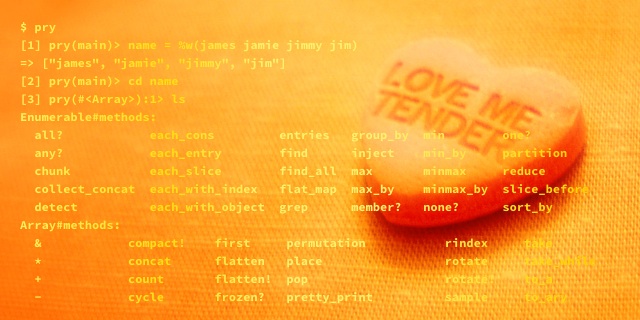 $ pry
[1] pry(main)> name = %w(james jamie jimmy jim)
=> ["james", "jamie", "jimmy", "jim"]
[2] pry(main)> cd name
[3] pry(#<Array>):1> ls
Enumerable#methods:
all? each_cons entries group_by min one?
any? each_entry find inject min_by partition
chunk each_slice find_all max minmax reduce
collect_contat each_with_index flat_map max_by minmax_by slice_before
detect each_with_object grep member? none? sort_by
Array#methods:
& compact! first permutation rindex take
* concat flatten place rotate
+ count flatten! pop rotate!
- cycle frozen? pretty_print sample to_ary
LOVE ME
TENDER